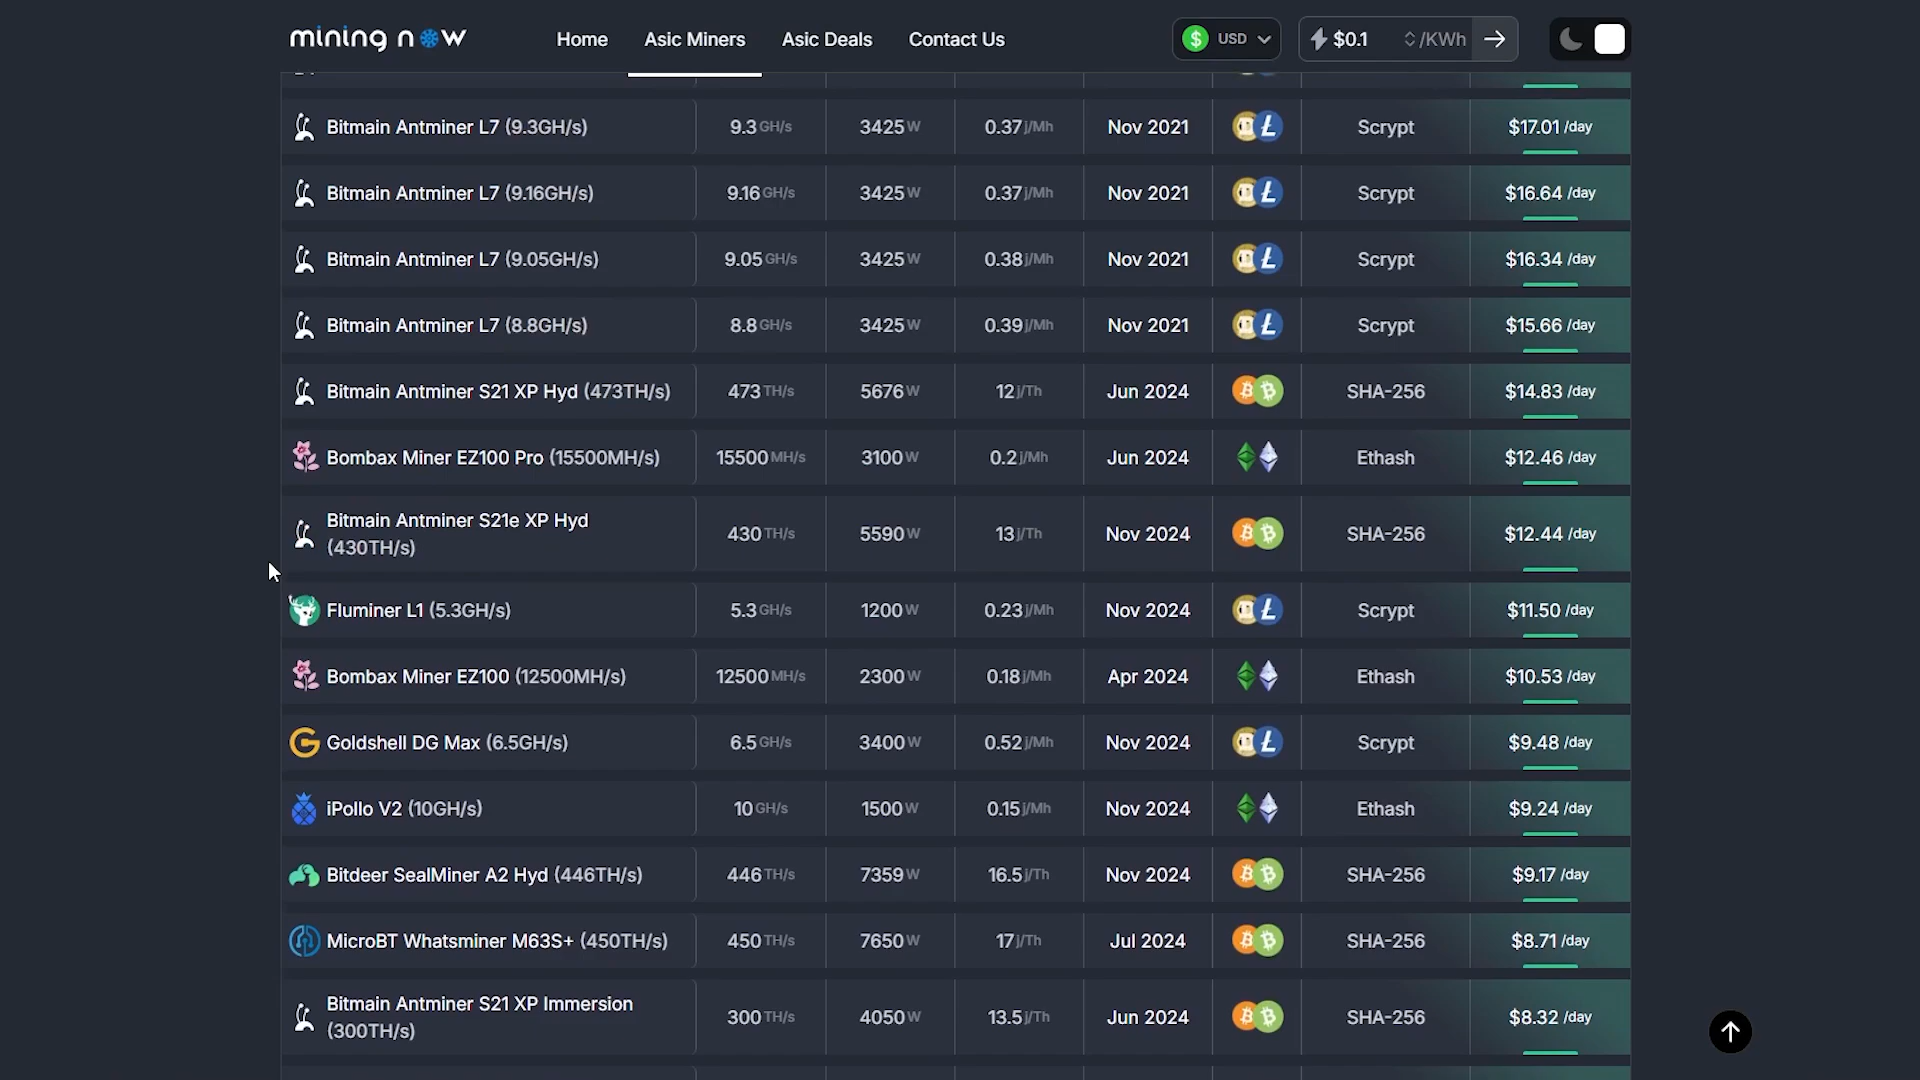 mining now Home Asic Miners Asic Deals Contact Us $ USD $0.1 /KWh
Bitmain Antminer L7 (9.3GH/s) 9.3 GH/s 3425 W 0.37 j/Mh Nov 2021 Scrypt $17.01 /day
Bitmain Antminer L7 (9.16GH/s) 9.16 GH/s 3425 W 0.37 j/Mh Nov 2021 Scrypt $16.64 /day
Bitmain Antminer L7 (9.05GH/s) 9.05 GH/s 3425 W 0.38 j/Mh Nov 2021 Scrypt $16.34 /day
Bitmain Antminer L7 (8.8GH/s) 8.8 GH/s 3425 W 0.39 j/Mh Nov 2021 Scrypt $15.66 /day
Bitmain Antminer S21 XP Hyd (473TH/s) 473 TH/s 5676 W 12 j/Th Jun 2024 SHA-256 $14.83 /day
Bombax Miner EZ100 Pro (15500MH/s) 15500 MH/s 3100 W 0.2 j/Mh Jun 2024 Ethash $12.46 /day
Bitmain Antminer S21e XP Hyd
(430TH/s) 430 TH/s 5590 W 13 j/Th Nov 2024 SHA-256 $12.44 /day
Fluminer L1 (5.3GH/s) 5.3 GH/s 1200 W 0.23 j/Mh Nov 2024 Scrypt $11.50 /day
Bombax Miner EZ100 (12500MH/s) 12500 MH/s 2300 W 0.18 j/Mh Apr 2024 Ethash $10.53 /day
Goldshell DG Max (6.5GH/s) 6.5 GH/s 3400 W 0.52 j/Mh Nov 2024 Scrypt $9.48 /day
iPollo V2 (10GH/s) 10 GH/s 1500 W 0.15 j/Mh Nov 2024 Ethash $9.24 /day
Bitdeer SealMiner A2 Hyd (446TH/s) 446 TH/s 7359 W 16.5 j/Th Nov 2024 SHA-256 $9.17 /day
MicroBT Whatsminer M63S+ (450TH/s) 450 TH/s 7650 W 17 j/Th Jul 2024 SHA-256 $8.71 /day
Bitmain Antminer S21 XP Immersion
(300TH/s) 300 TH/s 4050 W 13.5 j/Th Jun 2024 SHA-256 $8.32 /day